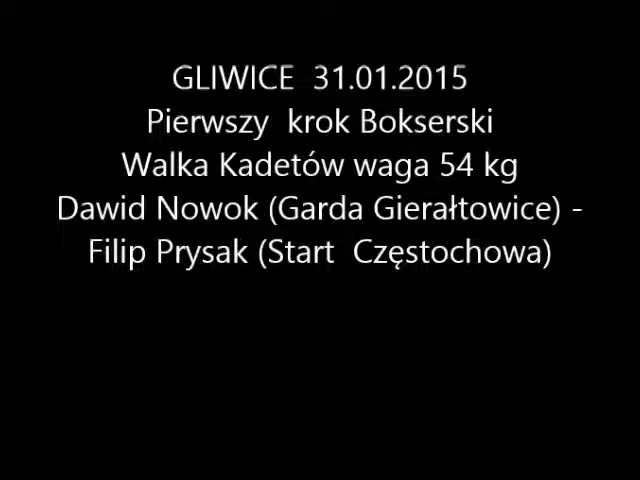 GLIWICE  31.01.2015
Pierwszy  krok Bokserski
Walka Kadetów waga 54 kg
Dawid Nowok (Garda Gierałtowice) -
Filip Prysak (Start  Częstochowa)